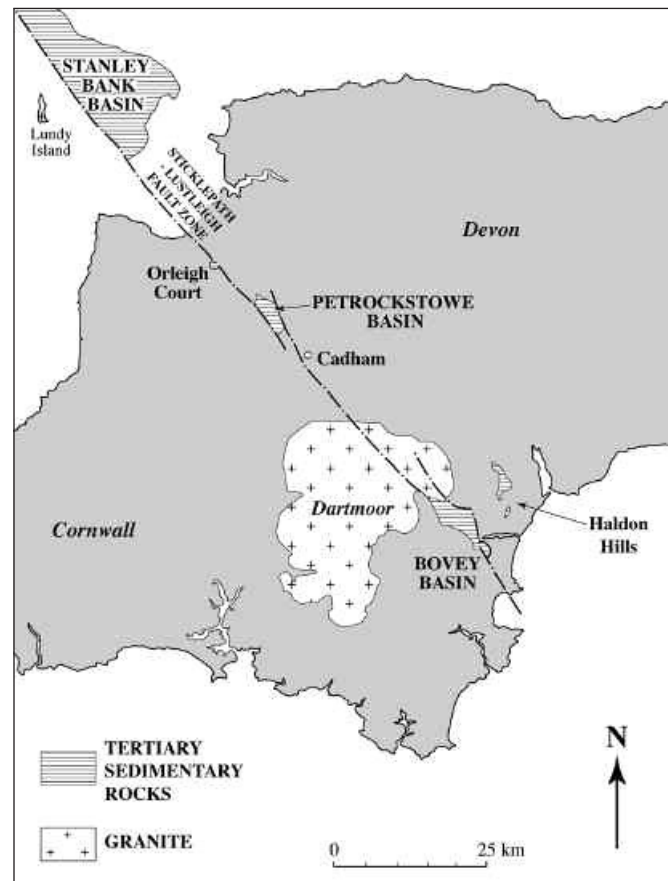 STANLEY
BANK
BASIN
Lundy
Island
STICKLEPATH
- LUSTLEIGH
FAULT ZONE
Devon
Orleigh
Court
PETROCKSTOWE
BASIN
Cadham
Dartmoor
Cornwall
Haldon
Hills
BOVEY
BASIN
TERTIARY
SEDIMENTARY
ROCKS
N
GRANITE
0 25 km